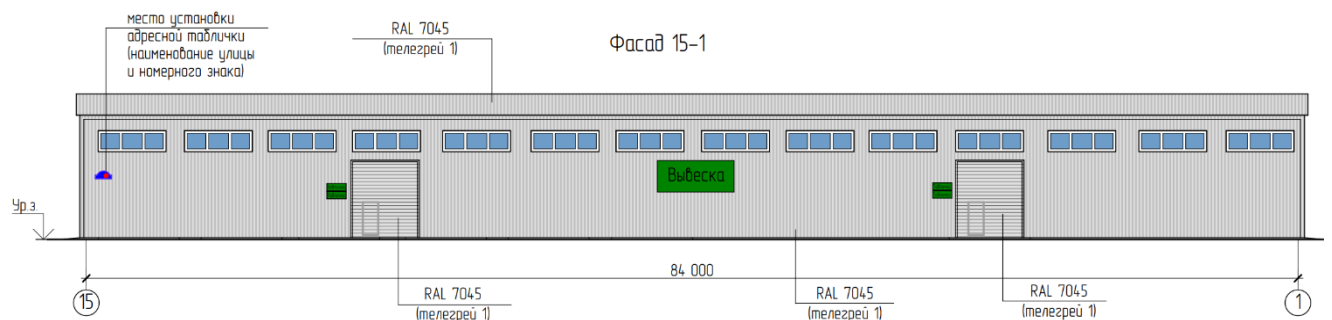 место установки
адресной таблички
(наименование улицы
и номерного знака)
RAL 7045
(телегрей 1)
Фасад 15-1
Вывеска
Ур.з.
84 000
15
RAL 7045
(телегрей 1)
RAL 7045
(телегрей 1)
RAL 7045
(телегрей 1)
1